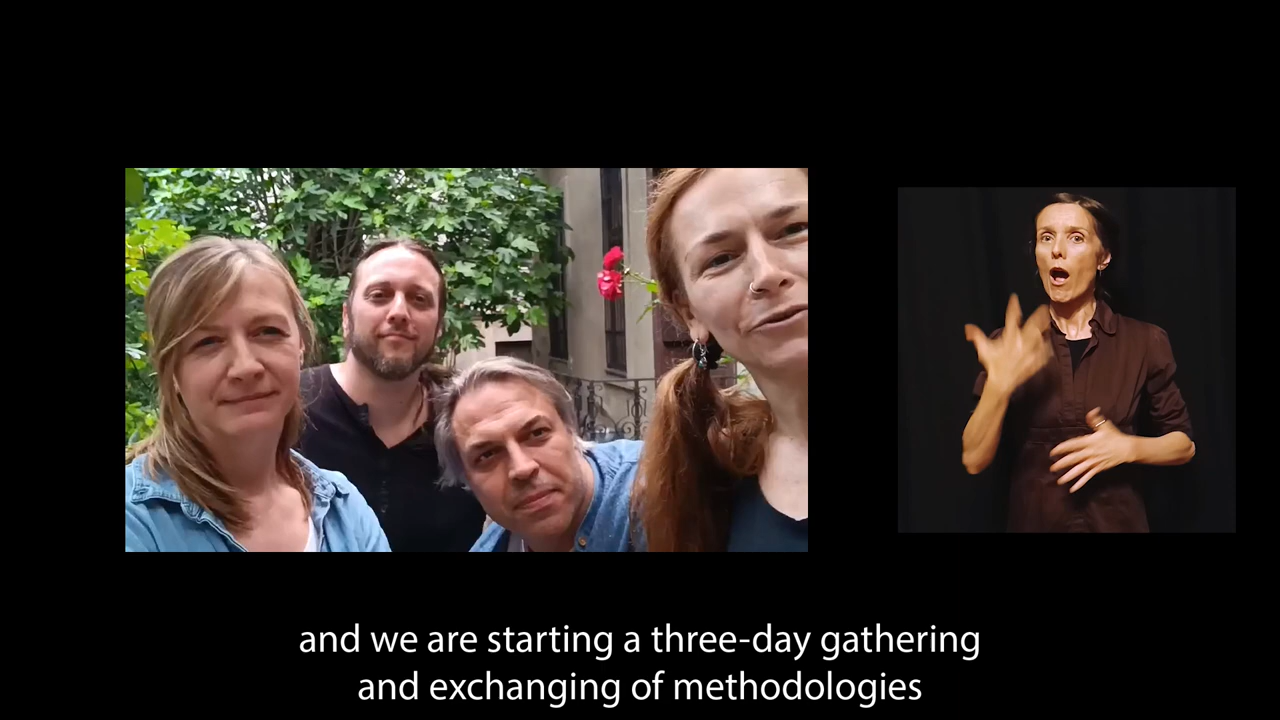 and we are starting a three-day gathering
and exchanging of methodologies